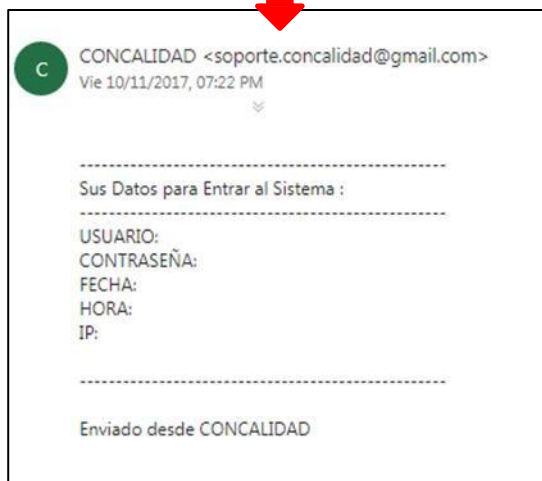 C
CONCALIDAD <soporte.concalidad@gmail.com>
Vie 10/11/2017, 07:22 PM
---------------------------------------------------
Sus Datos para Entrar al Sistema :
---------------------------------------------------
USUARIO:
CONTRASEÑA:
FECHA:
HORA:
IP:
---------------------------------------------------
Enviado desde CONCALIDAD